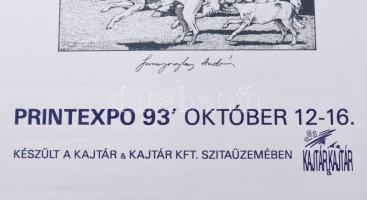 PRINTEXPO 93' OKTÓBER 12-16.
KÉSZÜLT A KAJTÁR & KAJTÁR KFT. SZITAÜZEMÉBEN
KAJTÁR & KAJTÁR